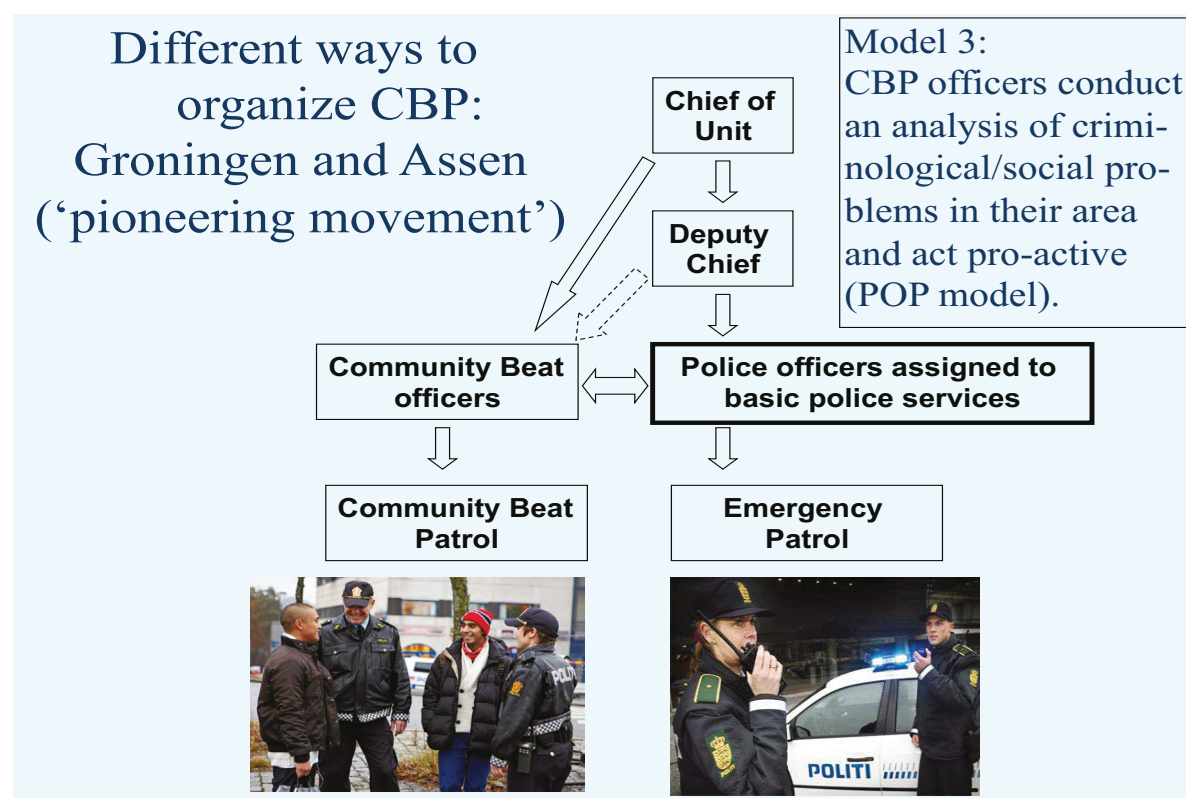 Different ways to
organize CBP:
Groningen and Assen
(‘pioneering movement’)
Model 3:
CBP officers conduct
an analysis of crimi-
nological/social pro-
blems in their area
and act pro-active
(POP model).
Chief of
Unit
Deputy
Chief
Community Beat
officers
Police officers assigned to
basic police services
Community Beat
Patrol
Emergency
Patrol
POLITI
POLITI